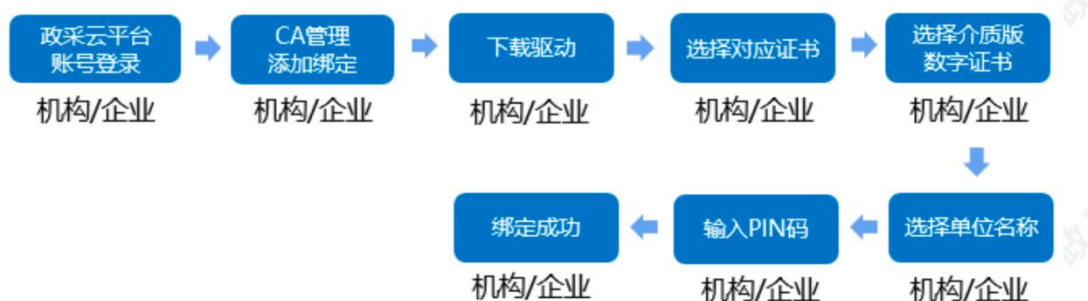 政采云平台
账号登录
CA管理
添加绑定
下载驱动
选择对应证书
选择介质版
数字证书
机构/企业
机构/企业
机构/企业
机构/企业
机构/企业
绑定成功
输入PIN码
选择单位名称
机构/企业
机构/企业
机构/企业